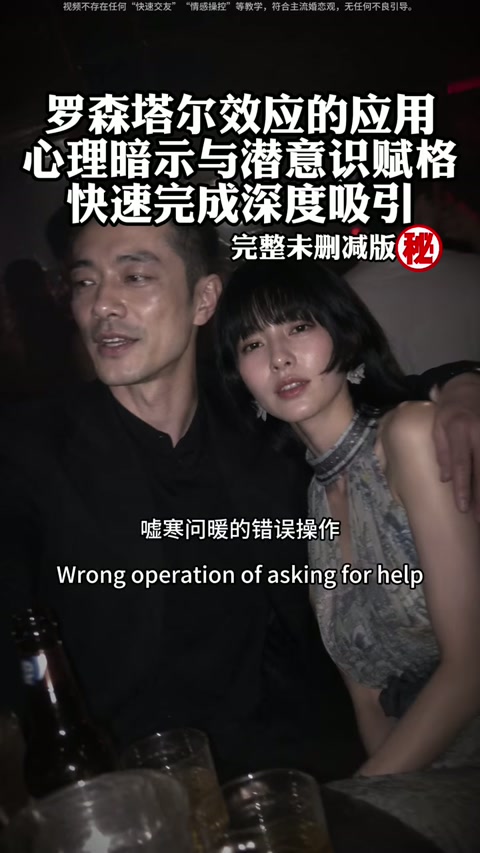 视频不存在任何“快速交友”“情感操控”等教学，符合主流婚恋观，无任何不良引导。
罗森塔尔效应的应用
心理暗示与潜意识赋格
快速完成深度吸引
完整未删减版 秘
嘘寒问暖的错误操作
Wrong operation of asking for help